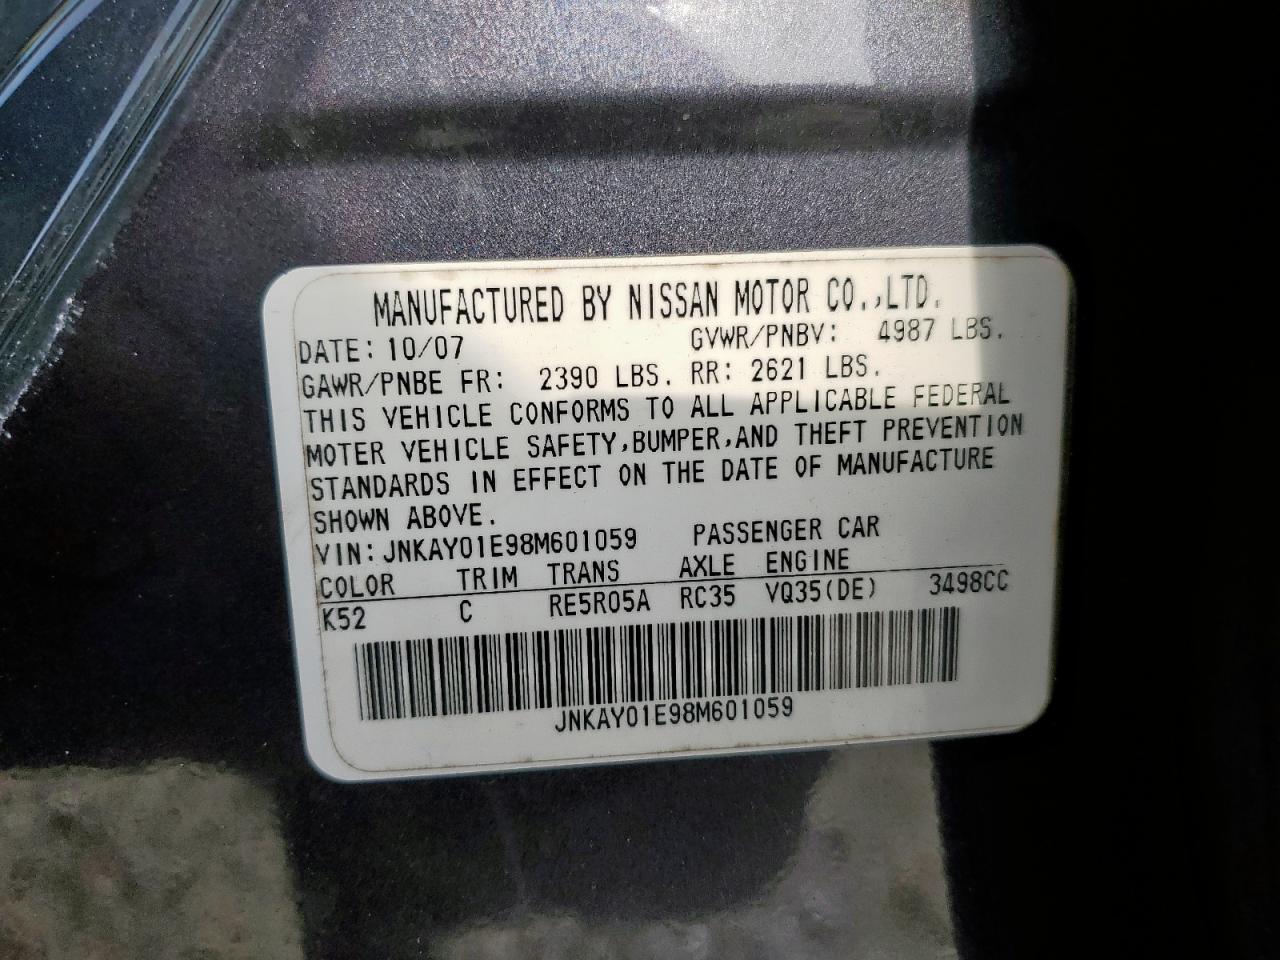 MANUFACTURED BY NISSAN MOTOR CO.,LTD.
DATE: 10/07 GVWR/PNBV: 4987 LBS.
GAWR/PNBE FR: 2390 LBS. RR: 2621 LBS.
THIS VEHICLE CONFORMS TO ALL APPLICABLE FEDERAL
MOTER VEHICLE SAFETY,BUMPER,AND THEFT PREVENTION
STANDARDS IN EFFECT ON THE DATE OF MANUFACTURE
SHOWN ABOVE.
VIN: JNKAY01E98M601059 PASSENGER CAR
COLOR TRIM TRANS AXLE ENGINE
K52 C RE5R05A RC35 VQ35(DE) 3498CC
JNKAY01E98M601059